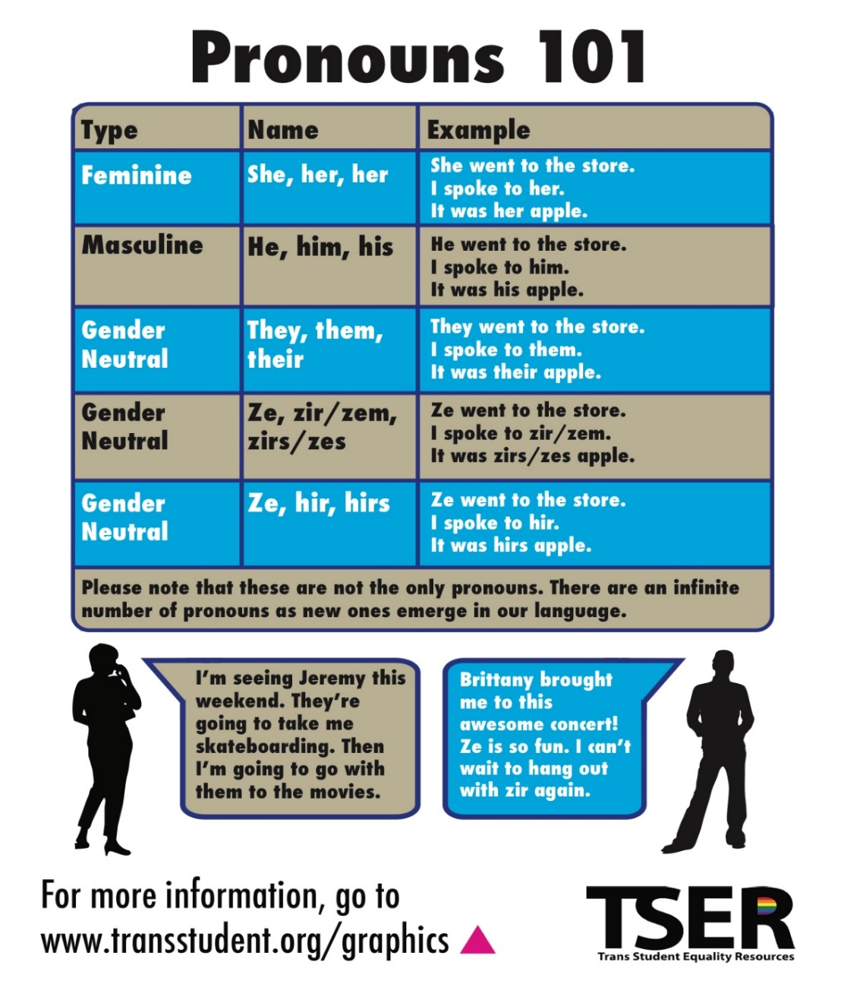 Pronouns 101
Type
Name
Example
Feminine
She, her, her
She went to the store.
I spoke to her.
It was her apple.
Masculine
He, him, his
He went to the store.
I spoke to him.
It was his apple.
Gender
Neutral
They, them,
their
They went to the store.
I spoke to them.
It was their apple.
Gender
Neutral
Ze, zir/zem,
zirs/zes
Ze went to the store.
I spoke to zir/zem.
It was zirs/zes apple.
Gender
Neutral
Ze, hir, hirs
Ze went to the store.
I spoke to hir.
It was hirs apple.
Please note that these are not the only pronouns. There are an infinite
number of pronouns as new ones emerge in our language.
I'm seeing Jeremy this
weekend. They're
going to take me
skateboarding. Then
I'm going to go with
them to the movies.
Brittany brought
me to this
awesome concert!
Ze is so fun. I can't
wait to hang out
with zir again.
For more information, go to
www.transstudent.org/graphics
TSER
Trans Student Equality Resources